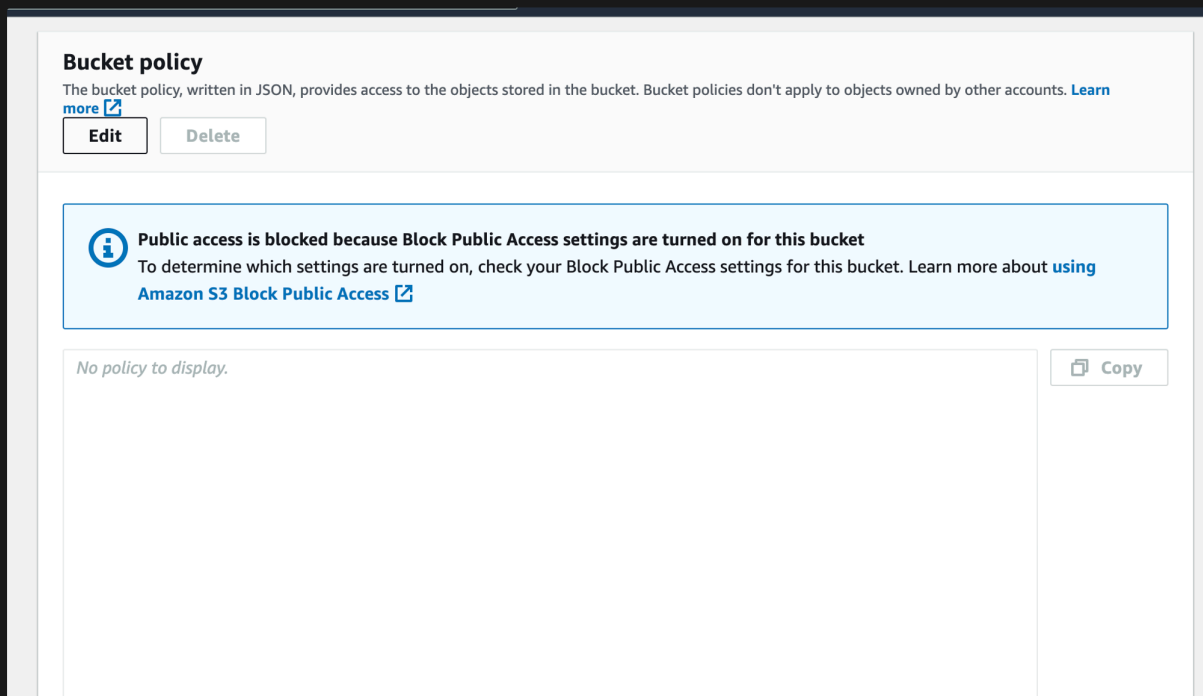 Bucket policy
The bucket policy, written in JSON, provides access to the objects stored in the bucket. Bucket policies don't apply to objects owned by other accounts. Learn
more
Edit Delete
Public access is blocked because Block Public Access settings are turned on for this bucket
To determine which settings are turned on, check your Block Public Access settings for this bucket. Learn more about using
Amazon S3 Block Public Access
No policy to display.
Copy